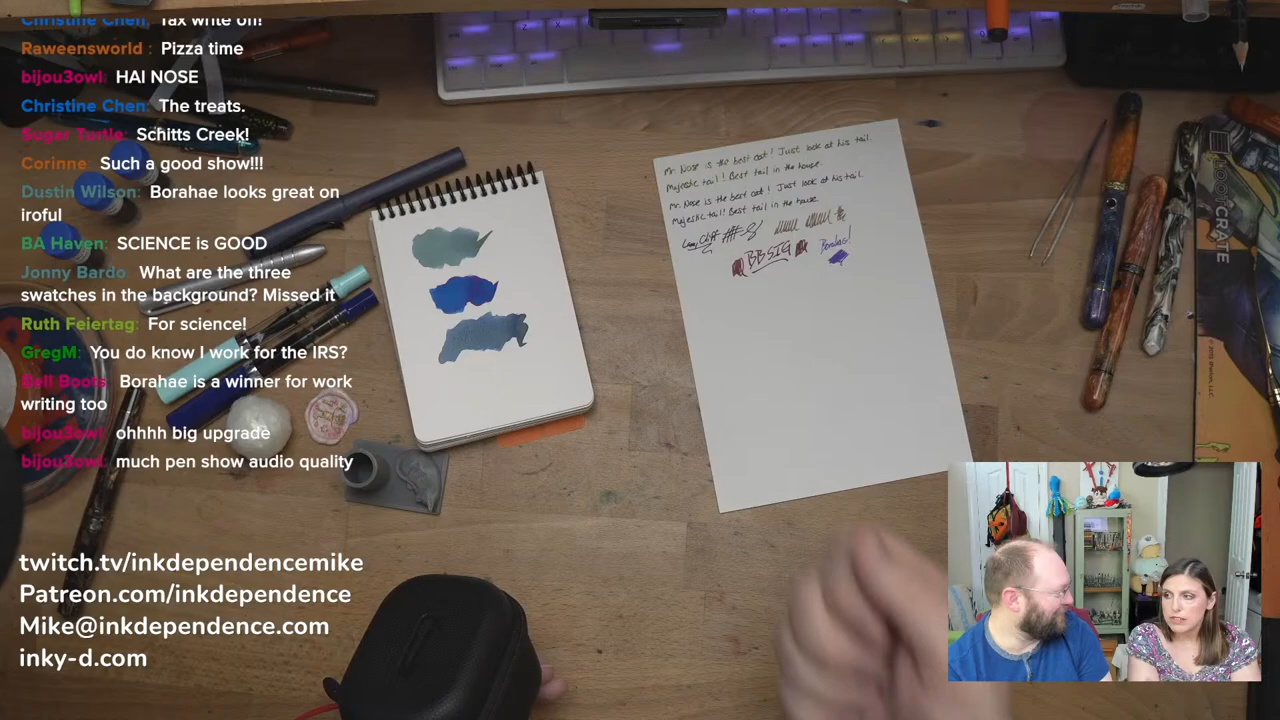 Christine Chen: Tax write off!
Raweensworld : Pizza time
bijou3owl: HAI NOSE
Christine Chen: The treats.
Sugar Turtle: Schitts Creek!
Corinne: Such a good show!!!
Dustin Wilson: Borahae looks great on
iroful
BA Haven: SCIENCE is GOOD
Jonny Bardo: What are the three
swatches in the background? Missed it
Ruth Feiertag: For science!
GregM: You do know I work for the IRS?
Bell Boots: Borahae is a winner for work
writing too
bijou3owl: ohhhh big upgrade
bijou3owl: much pen show audio quality
twitch.tv/inkdependencemike
Patreon.com/inkdependence
Mike@inkdependence.com
inky-d.com
Mr. Nose is the best cat! Just look at his tail.
Majestic tail! Best tail in the house.
Mr. Nose is the best cat! Just look at his tail.
Majestic tail! Best tail in the house.
BBSIG
Borahae!
LOOTCRATE